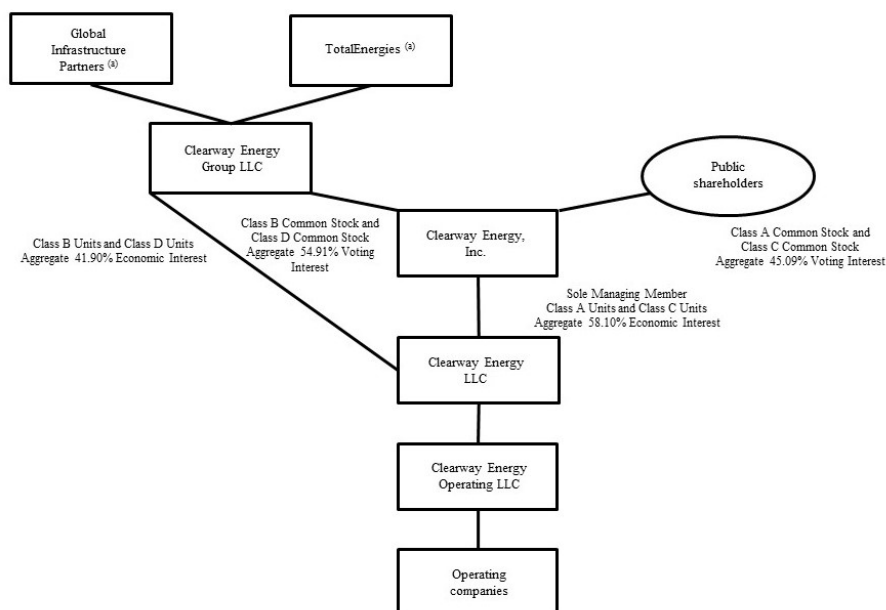 Global
Infrastructure
Partners (a)
TotalEnergies (a)
Clearway Energy
Group LLC
Public
shareholders
Class B Units and Class D Units
Aggregate 41.90% Economic Interest
Class B Common Stock and
Class D Common Stock
Aggregate 54.91% Voting
Interest
Clearway Energy,
Inc.
Class A Common Stock and
Class C Common Stock
Aggregate 45.09% Voting Interest
Sole Managing Member
Class A Units and Class C Units
Aggregate 58.10% Economic Interest
Clearway Energy
LLC
Clearway Energy
Operating LLC
Operating
companies